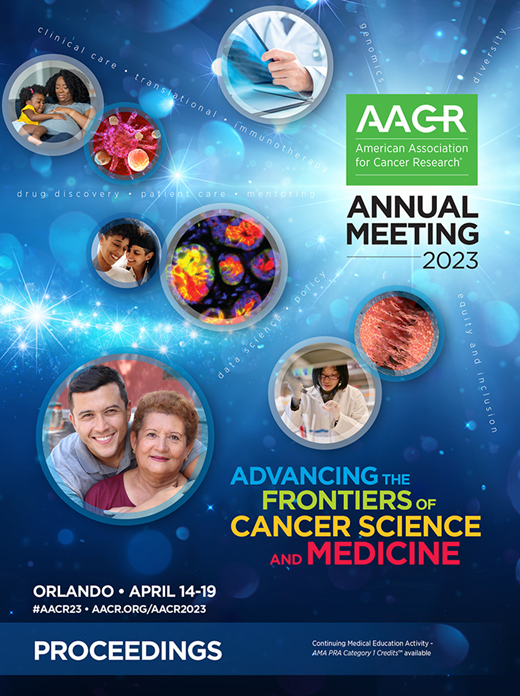 clinical care • translational • immunotherapy
genomics
diversity
AACR
American Association
for Cancer Research®
ANNUAL
MEETING
2023
drug discovery • patient care • mentoring
data science • policy
equity and inclusion
ADVANCING THE
FRONTIERS OF
CANCER SCIENCE
AND MEDICINE
ORLANDO • APRIL 14-19
#AACR23 • AACR.ORG/AACR2023
PROCEEDINGS
Continuing Medical Education Activity -
AMA PRA Category 1 Credits™ available